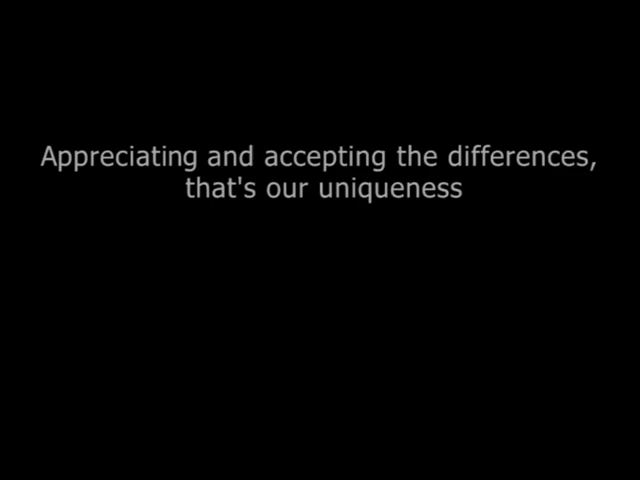 Appreciating and accepting the differences,
that's our uniqueness